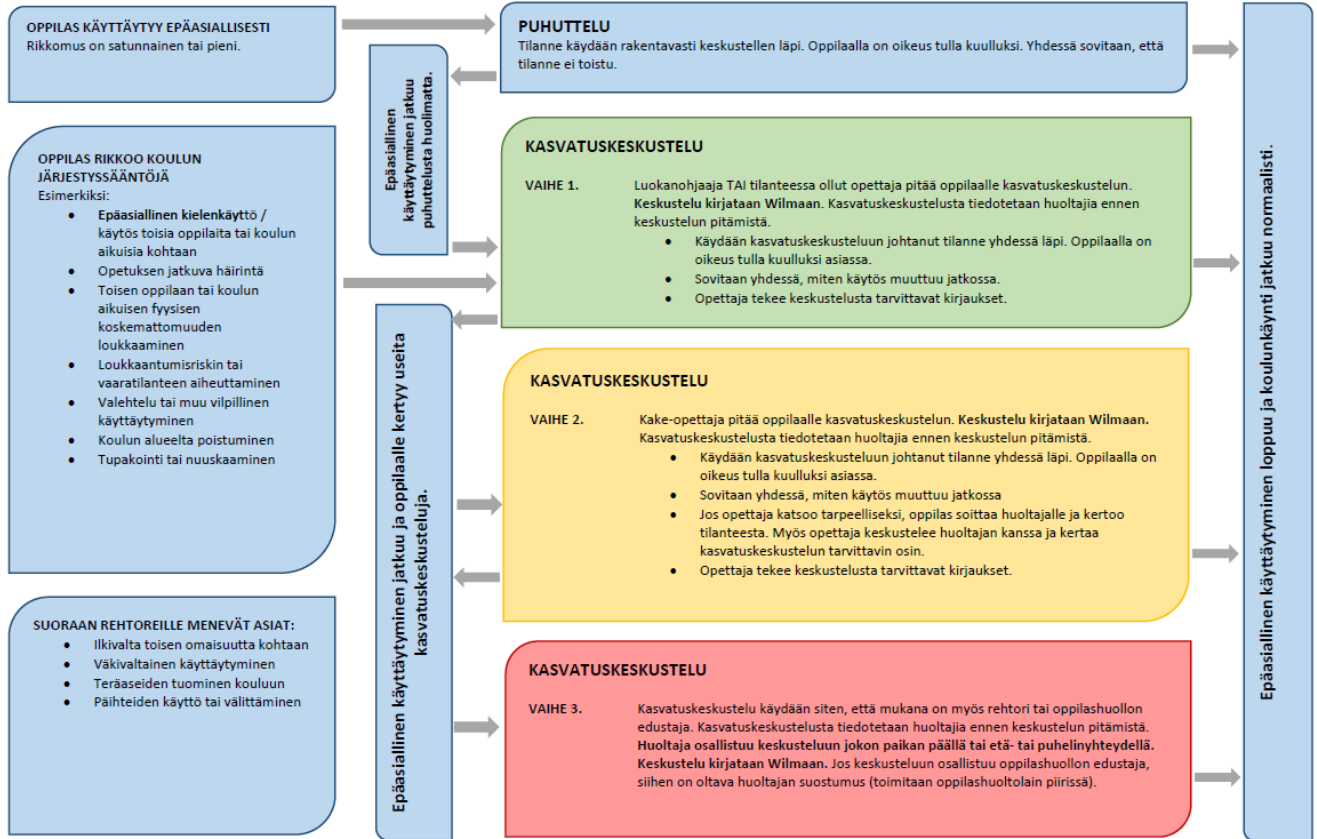 OPPILAS KÄYTTÄYTYY EPÄASIALLISESTI
Rikkomus on satunnainen tai pieni.
PUHUTTELU
Tilanne käydään rakentavasti keskustellen läpi. Oppilaalla on oikeus tulla kuulluksi. Yhdessä sovitaan, että
tilanne ei toistu.
Epäasiallinen
käyttäytyminen jatkuu
puhuttelusta huolimatta.
OPPILAS RIKKOO KOULUN
JÄRJESTYSSÄÄNTÖJÄ
Esimerkiksi:
• Epäasiallinen kielenkäyttö /
käytös toisia oppilaita tai koulun
aikuisia kohtaan
• Opetuksen jatkuva häirintä
• Toisen oppilaan tai koulun
aikuisen fyysisen
koskemattomuuden
loukkaaminen
• Loukkaantumisriskin tai
vaaratilanteen aiheuttaminen
• Valehtelu tai muu vilpillinen
käyttäytyminen
• Koulun alueelta poistuminen
• Tupakointi tai nuuskaaminen
KASVATUSKESKUSTELU
VAIHE 1. Luokanohjaaja TAI tilanteessa ollut opettaja pitää oppilaalle kasvatuskeskustelun.
Keskustelu kirjataan Wilmaan. Kasvatuskeskustelusta tiedotetaan huoltajia ennen
keskustelun pitämistä.
• Käydään kasvatuskeskusteluun johtanut tilanne yhdessä läpi. Oppilaalla on
oikeus tulla kuulluksi asiassa.
• Sovitaan yhdessä, miten käytös muuttuu jatkossa.
• Opettaja tekee keskustelusta tarvittavat kirjaukset.
Epäasiallinen käyttäytyminen jatkuu ja oppilaalle kertyy useita
kasvatuskeskusteluja.
KASVATUSKESKUSTELU
VAIHE 2. Kake-opettaja pitää oppilaalle kasvatuskeskustelun. Keskustelu kirjataan Wilmaan.
Kasvatuskeskustelusta tiedotetaan huoltajia ennen keskustelun pitämistä.
• Käydään kasvatuskeskusteluun johtanut tilanne yhdessä läpi. Oppilaalla on
oikeus tulla kuulluksi asiassa.
• Sovitaan yhdessä, miten käytös muuttuu jatkossa
• Jos opettaja katsoo tarpeelliseksi, oppilas soittaa huoltajalle ja kertoo
tilanteesta. Myös opettaja keskustelee huoltajan kanssa ja kertaa
kasvatuskeskustelun tarvittavin osin.
• Opettaja tekee keskustelusta tarvittavat kirjaukset.
SUORAAN REHTOREILLE MENEVÄT ASIAT:
• Ilkivalta toisen omaisuutta kohtaan
• Väkivaltainen käyttäytyminen
• Teräaseiden tuominen kouluun
• Päihteiden käyttö tai välittäminen
KASVATUSKESKUSTELU
VAIHE 3. Kasvatuskeskustelu käydään siten, että mukana on myös rehtori tai oppilashuollon
edustaja. Kasvatuskeskustelusta tiedotetaan huoltajia ennen keskustelun pitämistä.
Huoltaja osallistuu keskusteluun jokon paikan päällä tai etä- tai puhelinyhteydellä.
Keskustelu kirjataan Wilmaan. Jos keskusteluun osallistuu oppilashuollon edustaja,
siihen on oltava huoltajan suostumus (toimitaan oppilashuoltolain piirissä).
Epäasiallinen käyttäytyminen loppuu ja koulunkäynti jatkuu normaalisti.